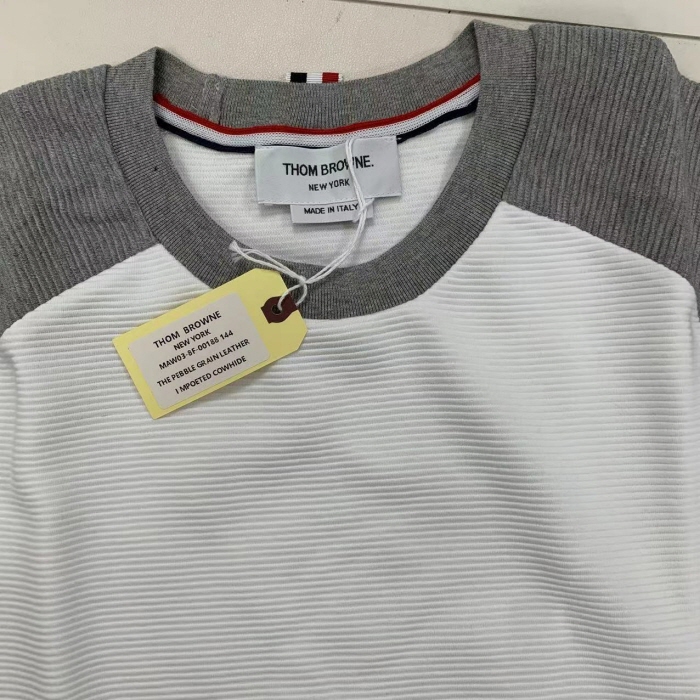 THOM BROWNE.
NEW YORK
MADE IN ITALY
THOM BROWNE
NEW YORK
MAW03-8F-00188 144
THE PEBBLE GRAIN LEATHER
I MPOETED COWHIDE